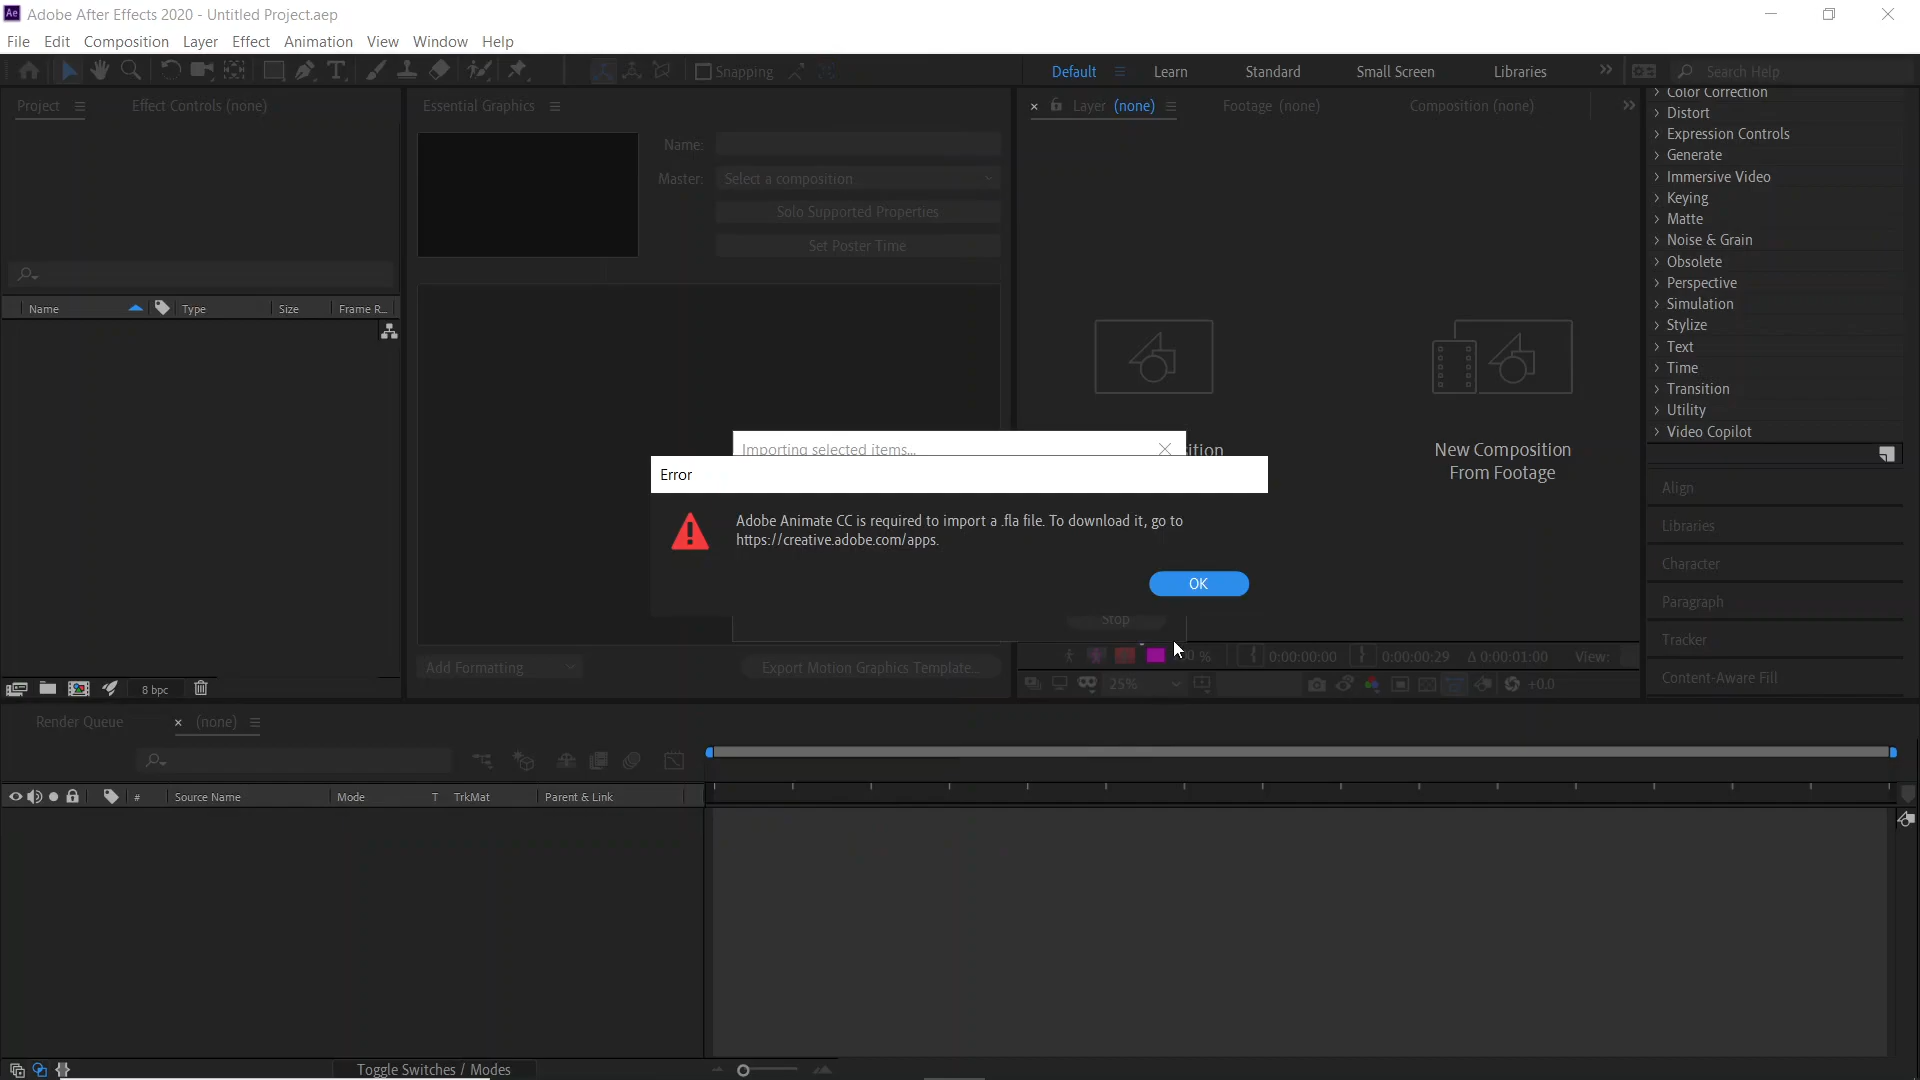 Adobe After Effects 2020 - Untitled Project.aep
File Edit Composition Layer Effect Animation View Window Help
Snapping
Default Learn Standard Small Screen Libraries
Search Help
Project
Effect Controls (none)
Essential Graphics
Name:
Master: Select a composition
Solo Supported Properties
Set Poster Time
Layer (none)
Footage (none)
Composition (none)
Color Correction
Distort
Expression Controls
Generate
Immersive Video
Keying
Matte
Noise & Grain
Obsolete
Perspective
Simulation
Stylize
Text
Time
Transition
Utility
Video Copilot
Name Type Size Frame R...
New Composition
From Footage
Importing selected items...
Error
Adobe Animate CC is required to import a .fla file. To download it, go to
https://creative.adobe.com/apps.
OK
Stop
Align
Libraries
Character
Paragraph
Tracker
Content-Aware Fill
Add Formatting
Export Motion Graphics Template...
% 0:00:00:00 0:00:00:29 Δ 0:00:01:00 View:
25% +0.0
8 bpc
Render Queue
(none)
# Source Name Mode T TrkMat Parent & Link
Toggle Switches / Modes